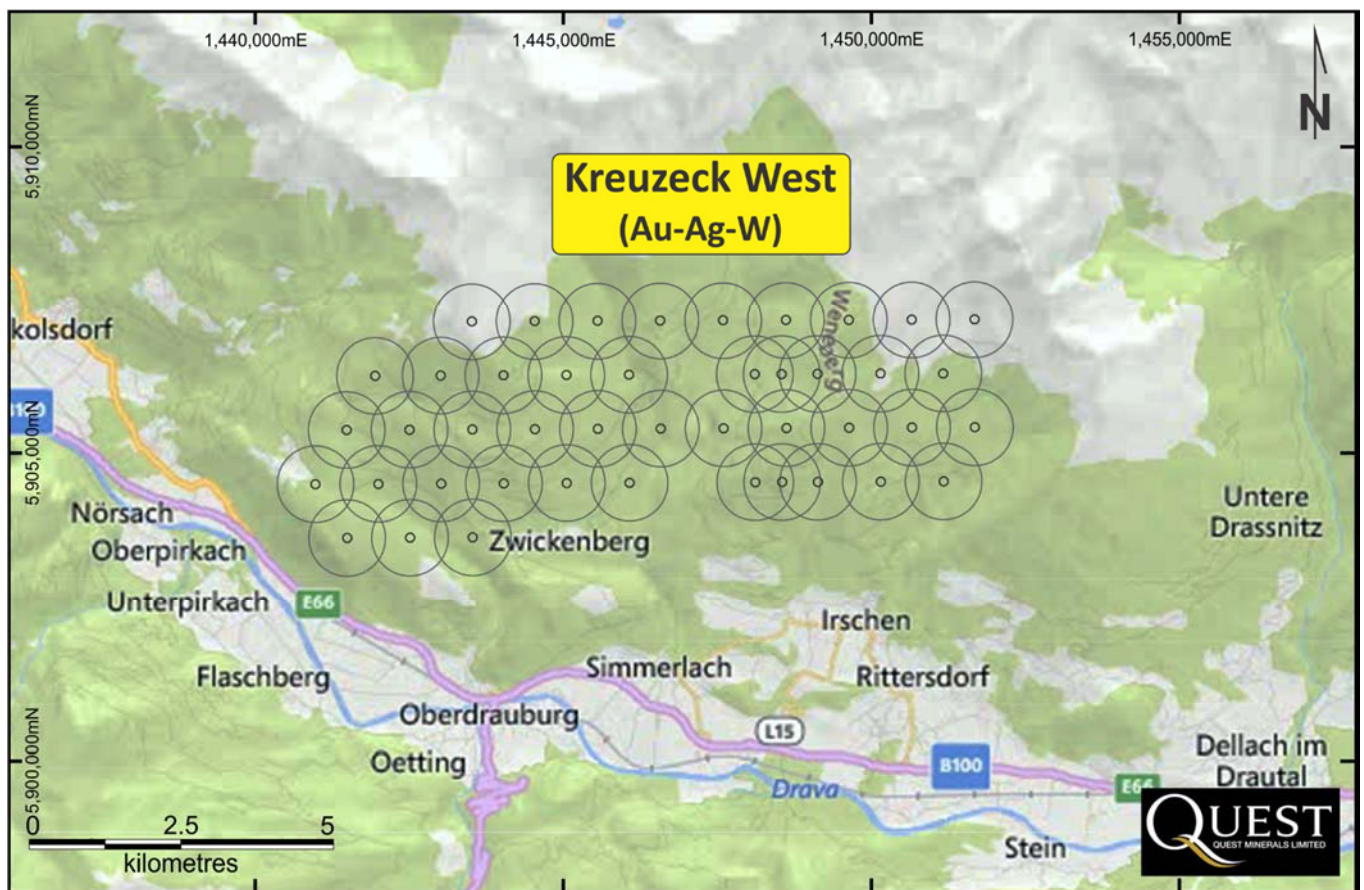 1,440,000mE
1,445,000mE
1,450,000mE
1,455,000mE
5,910,000mN
N
Kreuzeck West
(Au-Ag-W)
kolsdorf
B100
5,905,000mN
Nörsach
Oberpirkach
Zwickenberg
Untere
Drassnitz
Unterpirkach
E66
Irschen
Flaschberg
Simmerlach
Rittersdorf
Oberdrauburg
L15
Oetting
B100
Dellach im
Drautal
5,900,000mN
Dráva
E66
0 2.5 5
kilometres
Stein
QUEST
QUEST MINERALS LIMITED